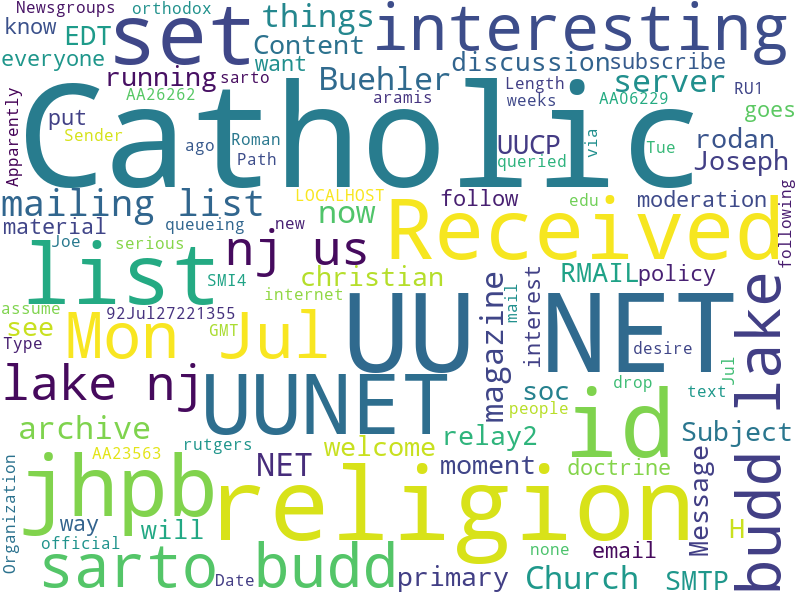 Newsgroups orthodox
know EDT set things interesting
everyone Content want discussion subscribe
running sarto Buehler server
AA26262 aramis Length weeks AA06229 RU1
Apparently put Sender Catholic goes
ago Roman Path UUCP queried via Tue rodan Joseph
mailing list LOCALHOST follow edu moderation
material queueing new now Received following
Joe serious list nj us SMI4 christian RMAIL policy
internet magazine mail interest
assume 92Jul27221355 GMT
see Mon Jul UU NET desire budd lake
Type
lake nj UUNET soc drop Jul text
people id
archive AA23563 rutgers welcome relay2 Subject
jhpb NET moment doctrine
Organization way will religion Message H
official none email
sarto budd Date primary Church SMTP